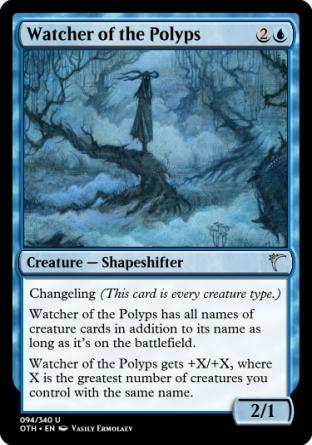 Watcher of the Polyps 2
Creature — Shapeshifter
Changeling (This card is every creature type.)
Watcher of the Polyps has all names of
creature cards in addition to its name as
long as it's on the battlefield.
Watcher of the Polyps gets +X/+X, where
X is the greatest number of creatures you
control with the same name.
2/1
094/340 U
OTH • EN Vasily Ermolaev